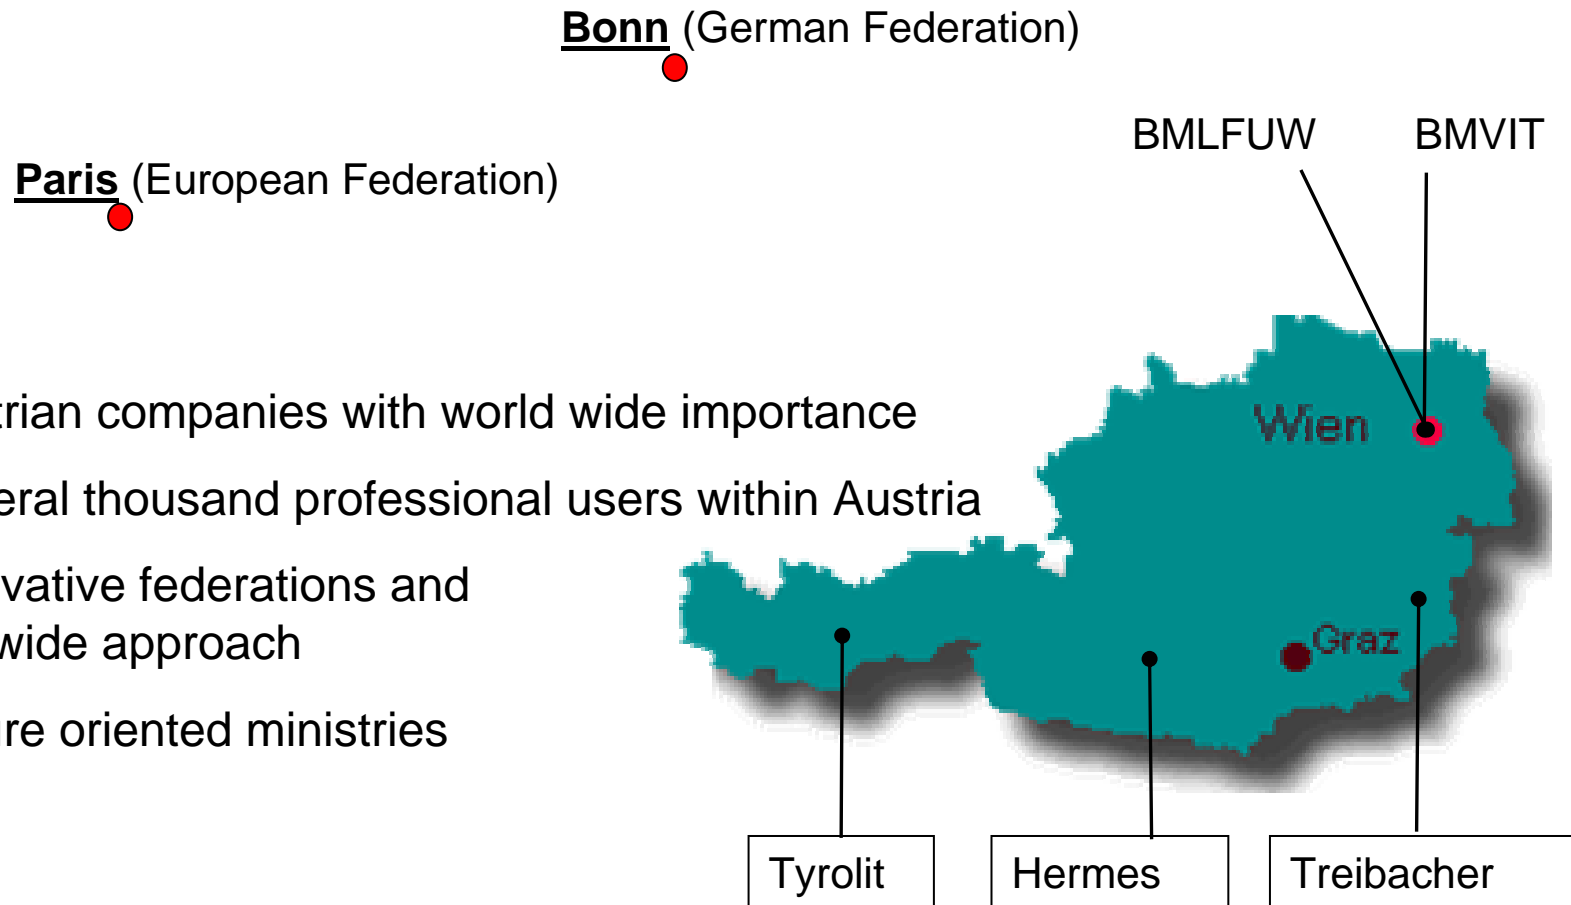 Bonn (German Federation)
BMLFUW BMVIT
Paris (European Federation)
trian companies with world wide importance
Wien
eral thousand professional users within Austria
vative federations and
wide approach
Graz
re oriented ministries
Tyrolit Hermes Treibacher